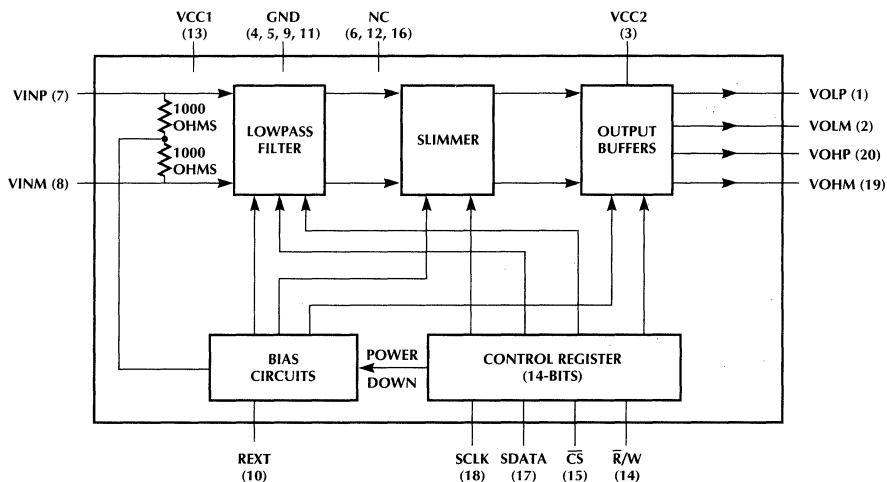 VCC1
(13)
GND
(4, 5, 9, 11)
NC
(6, 12, 16)
VCC2
(3)
VINP (7)
1000
OHMS
1000
OHMS
VINM (8)
LOWPASS
FILTER
SLIMMER
OUTPUT
BUFFERS
VOLP (1)
VOLM (2)
VOHP (20)
VOHM (19)
BIAS
CIRCUITS
POWER
DOWN
CONTROL REGISTER
(14-BITS)
REXT
(10)
SCLK
(18)
SDATA
(17)
C̅S̅
(15)
R̅/W
(14)